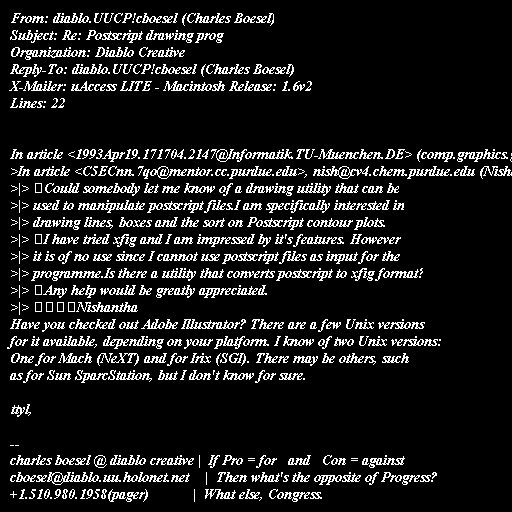 From: diablo.UUCP!cboesel (Charles Boesel)
Subject: Re: Postscript drawing prog
Organization: Diablo Creative
Reply-To: diablo.UUCP!cboesel (Charles Boesel)
X-Mailer: uAccess LITE - Macintosh Release: 1.6v2
Lines: 22

In article <1993Apr19.171704.2147@Informatik.TU-Muenchen.DE> (comp.graphics.g
>In article <C5ECnn.7qo@mentor.cc.purdue.edu>, nish@cv4.chem.purdue.edu (Nish
>|> Could somebody let me know of a drawing utility that can be
>|> used to manipulate postscript files.I am specifically interested in
>|> drawing lines, boxes and the sort on Postscript contour plots.
>|> I have tried xfig and I am impressed by it's features. However
>|> it is of no use since I cannot use postscript files as input for the
>|> programme.Is there a utility that converts postscript to xfig format?
>|> Any help would be greatly appreciated.
>|> Nishantha
Have you checked out Adobe Illustrator? There are a few Unix versions
for it available, depending on your platform. I know of two Unix versions:
One for Mach (NeXT) and for Irix (SGI). There may be others, such
as for Sun SparcStation, but I don't know for sure.

ttyl,

--
charles boesel @ diablo creative | If Pro = for and Con = against
cboesel@diablo.uu.holonet.net | Then what's the opposite of Progress?
+1.510.980.1958(pager) | What else, Congress.